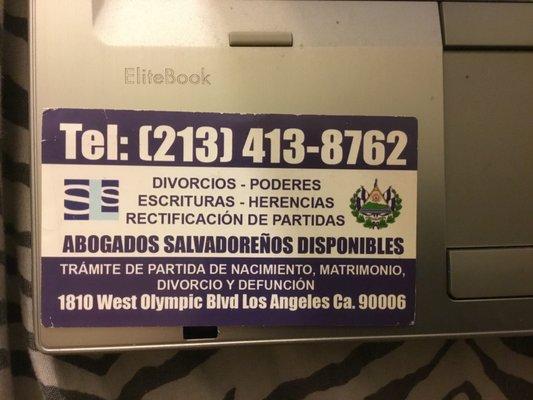 EliteBook
Tel: (213) 413-8762
SLS
DIVORCIOS - PODERES
ESCRITURAS - HERENCIAS
RECTIFICACIÓN DE PARTIDAS
ABOGADOS SALVADOREÑOS DISPONIBLES
TRÁMITE DE PARTIDA DE NACIMIENTO, MATRIMONIO,
DIVORCIO Y DEFUNCIÓN
1810 West Olympic Blvd Los Angeles Ca. 90006